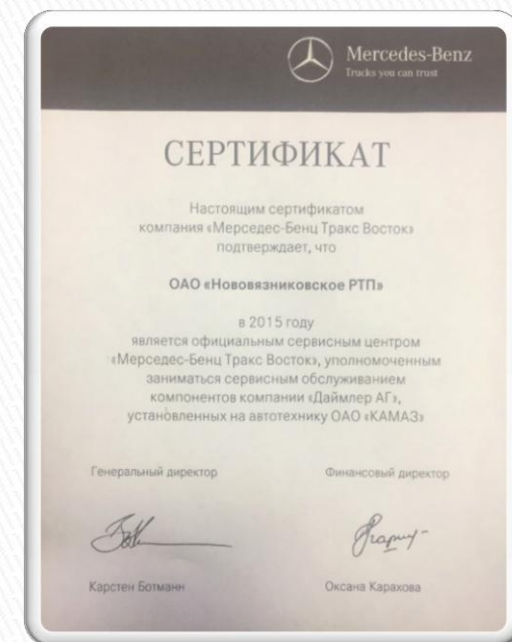 Mercedes-Benz
Trucks you can trust
СЕРТИФИКАТ
Настоящим сертификатом
компания «Мерседес-Бенц Тракс Восток»
подтверждает, что
ОАО «Нововязниковское РТП»
в 2015 году
является официальным сервисным центром
«Мерседес-Бенц Тракс Восток», уполномоченным
заниматься сервисным обслуживанием
компонентов компании «Даймлер АГ»,
установленных на автотехнику ОАО «КАМАЗ»
Генеральный директор Финансовый директор
Карстен Ботманн Оксана Карахова